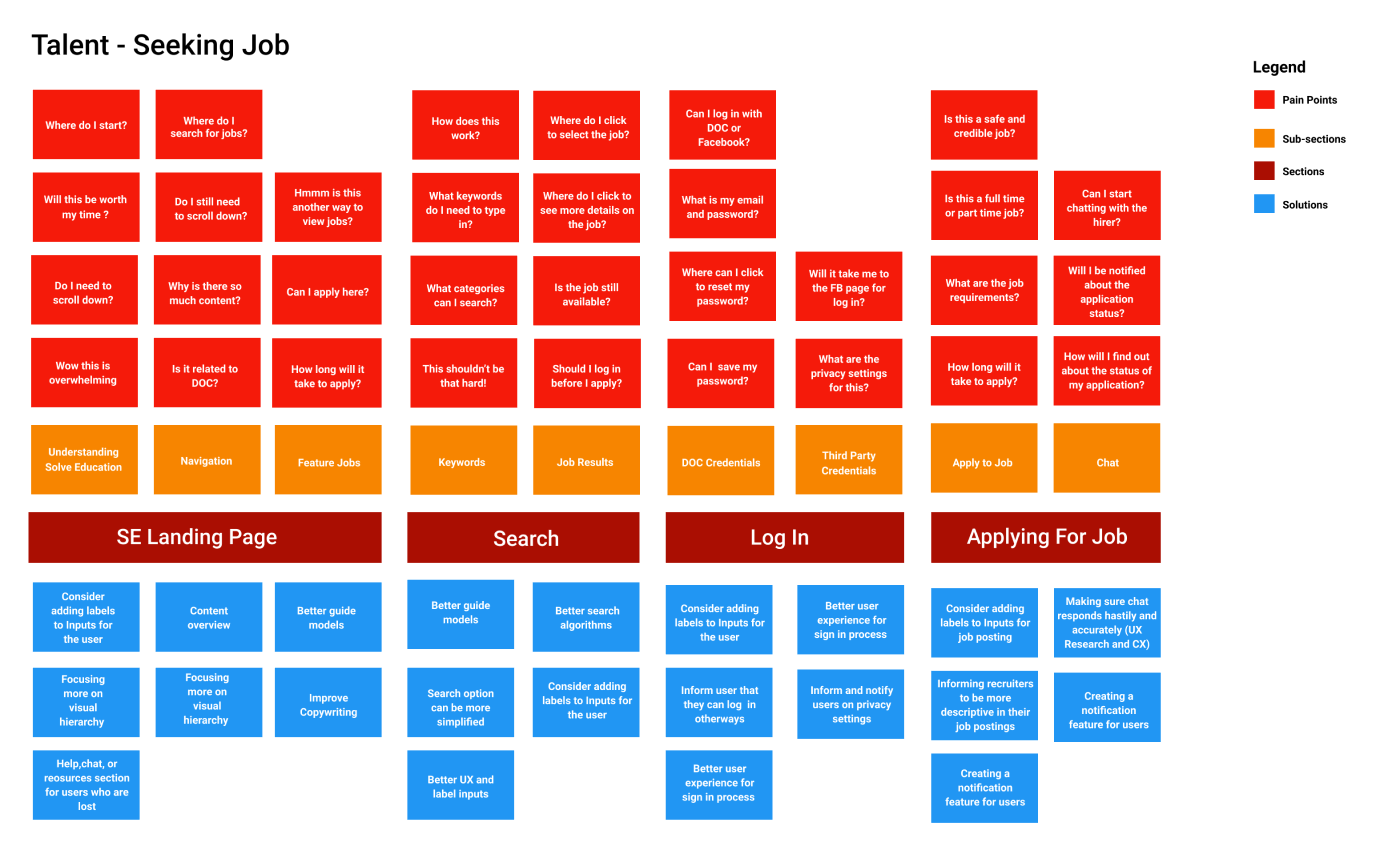 Talent - Seeking Job
Legend
Pain Points
Sub-sections
Sections
Solutions
Where do I start?
Where do I
search for jobs?
How does this
work?
Where do I click
to select the job?
Can I log in with
DOC or
Facebook?
Is this a safe and
credible job?
Will this be worth
my time ?
Do I still need
to scroll down?
Hmmm is this
another way to
view jobs?
What keywords
do I need to type
in?
Where do I click to
see more details on
the job?
What is my email
and password?
Is this a full time
or part time job?
Can I start
chatting with the
hirer?
Do I need to
scroll down?
Why is there so
much content?
Can I apply here?
What categories
can I search?
Is the job still
available?
Where can I click
to reset my
password?
Will it take me to
the FB page for
log in?
What are the job
requirements?
Will I be notified
about the
application
status?
Wow this is
overwhelming
Is it related to
DOC?
How long will it
take to apply?
This shouldn't be
that hard!
Should I log in
before I apply?
Can I save my
password?
What are the
privacy settings
for this?
How long will it
take to apply?
How will I find out
about the status of
my application?
Understanding
Solve Education
Navigation
Feature Jobs
Keywords
Job Results
DOC Credentials
Third Party
Credentials
Apply to Job
Chat
SE Landing Page
Search
Log In
Applying For Job
Consider
adding labels
to Inputs for
the user
Content
overview
Better guide
models
Better guide
models
Better search
algorithms
Consider adding
labels to Inputs for
the user
Better user
experience for
sign in process
Consider adding
labels to Inputs for
job posting
Making sure chat
responds hastily and
accurately (UX
Research and CX)
Focusing
more on
visual
hierarchy
Focusing
more on
visual
hierarchy
Improve
Copywriting
Search option
can be more
simplified
Consider adding
labels to Inputs for
the user
Inform user that
they can log in
otherways
Inform and notify
users on privacy
settings
Informing recruiters
to be more
descriptive in their
job postings
Creating a
notification
feature for users
Help,chat, or
reosurces section
for users who are
lost
Better UX and
label inputs
Better user
experience for
sign in process
Creating a
notification
feature for users